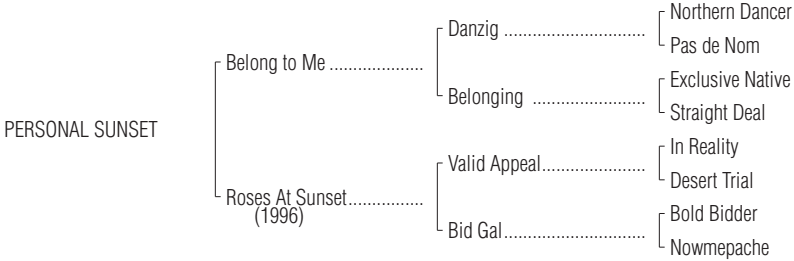 Northern Dancer
Danzig ..............................
Pas de Nom
Belong to Me ....................
Exclusive Native
Belonging ........................
Straight Deal
PERSONAL SUNSET
In Reality
Valid Appeal......................
Desert Trial
Roses At Sunset................
(1996)
Bold Bidder
Bid Gal..............................
Nowmepache